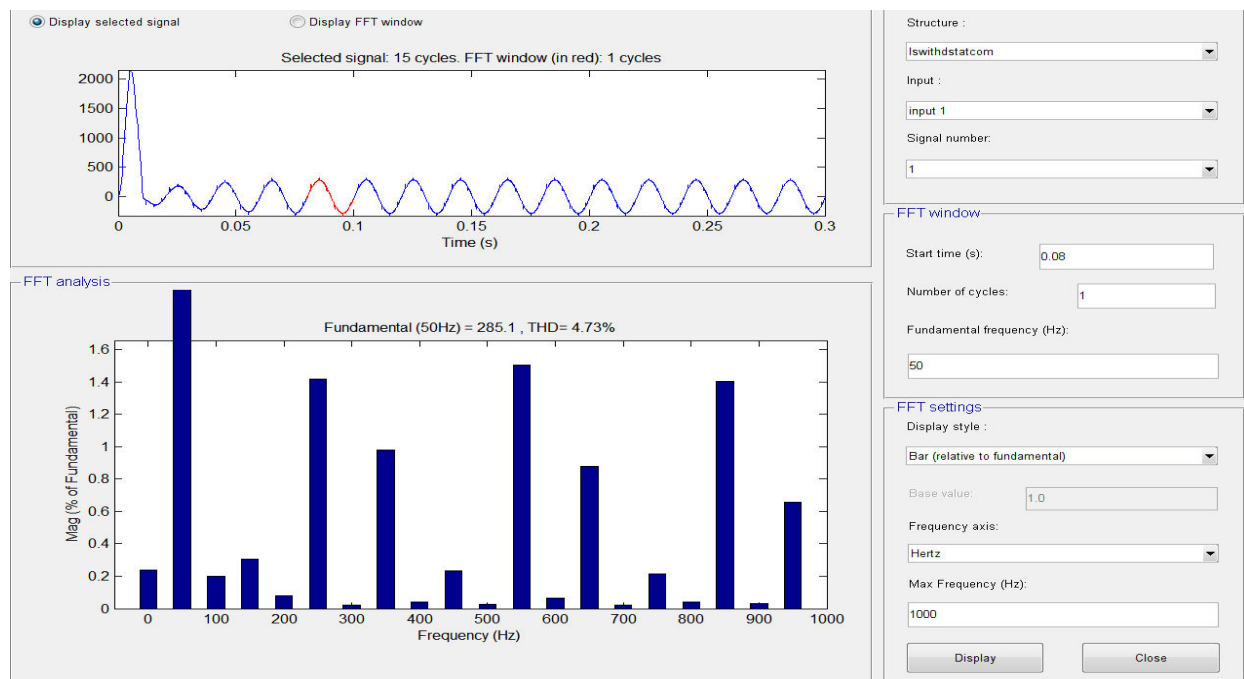 Display selected signal
Display FFT window
Selected signal: 15 cycles. FFT window (in red): 1 cycles
2000
1500
1000
500
0
0 0.05 0.1 0.15 0.2 0.25 0.3
Time (s)
FFT analysis
Fundamental (50Hz) = 285.1 , THD= 4.73%
Mag (% of Fundamental)
1.6
1.4
1.2
1
0.8
0.6
0.4
0.2
0
0 100 200 300 400 500 600 700 800 900 1000
Frequency (Hz)
Structure :
Iswithdstatcom
Input :
input 1
Signal number:
1
FFT window
Start time (s):
0.08
Number of cycles:
1
Fundamental frequency (Hz):
50
FFT settings
Display style :
Bar (relative to fundamental)
Base value:
1.0
Frequency axis:
Hertz
Max Frequency (Hz):
1000
Display
Close